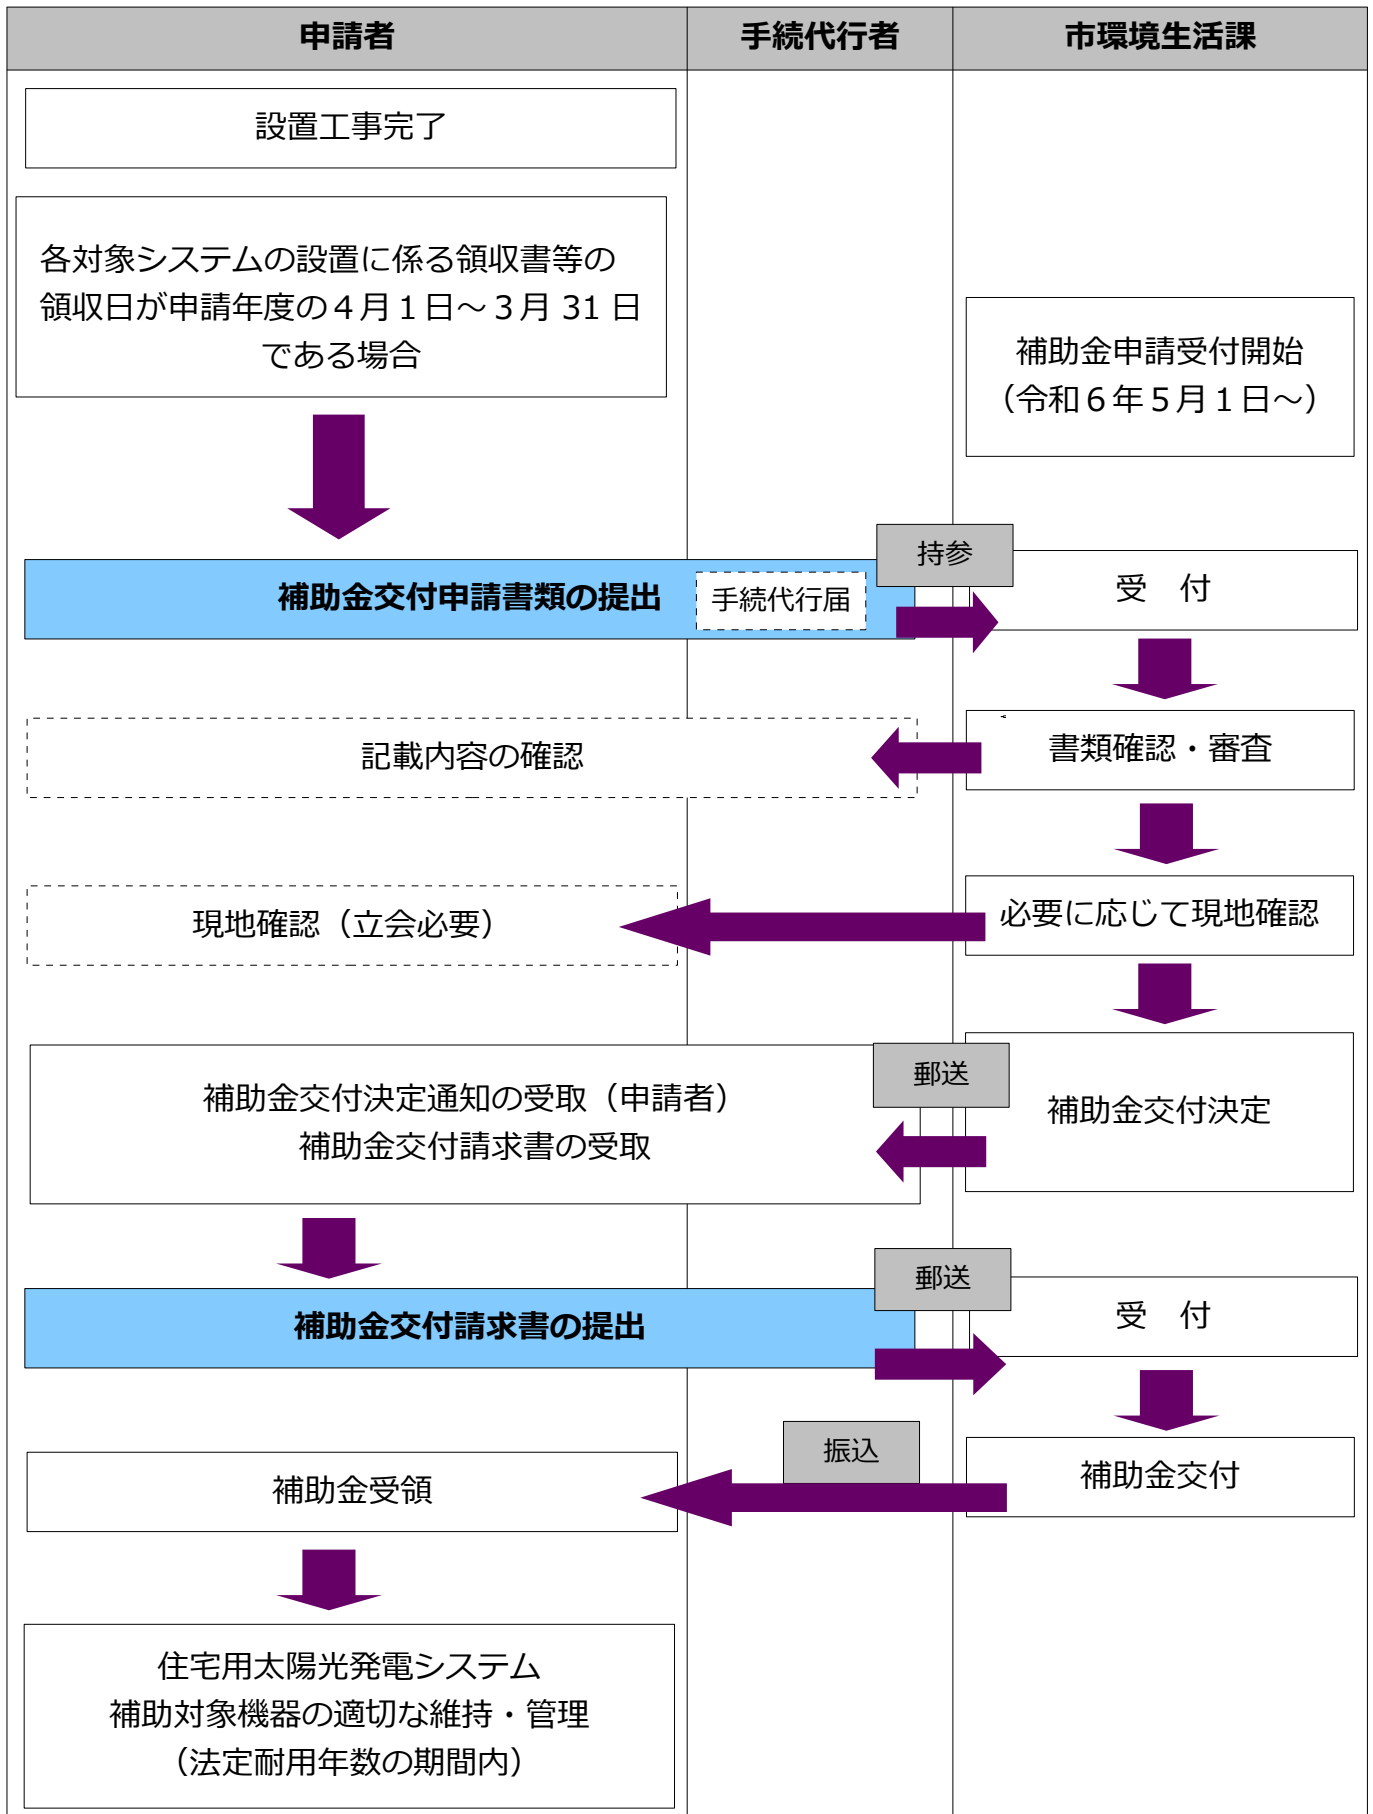 申請者
手続代行者
市環境生活課
設置工事完了
各対象システムの設置に係る領収書等の
領収日が申請年度の４月１日～３月 31 日
である場合
補助金申請受付開始
（令和６年５月１日～）
持参
補助金交付申請書類の提出
手続代行届
受　付
記載内容の確認
書類確認・審査
現地確認（立会必要）
必要に応じて現地確認
郵送
補助金交付決定通知の受取（申請者）
補助金交付請求書の受取
補助金交付決定
郵送
補助金交付請求書の提出
受　付
振込
補助金受領
補助金交付
住宅用太陽光発電システム
補助対象機器の適切な維持・管理
（法定耐用年数の期間内）